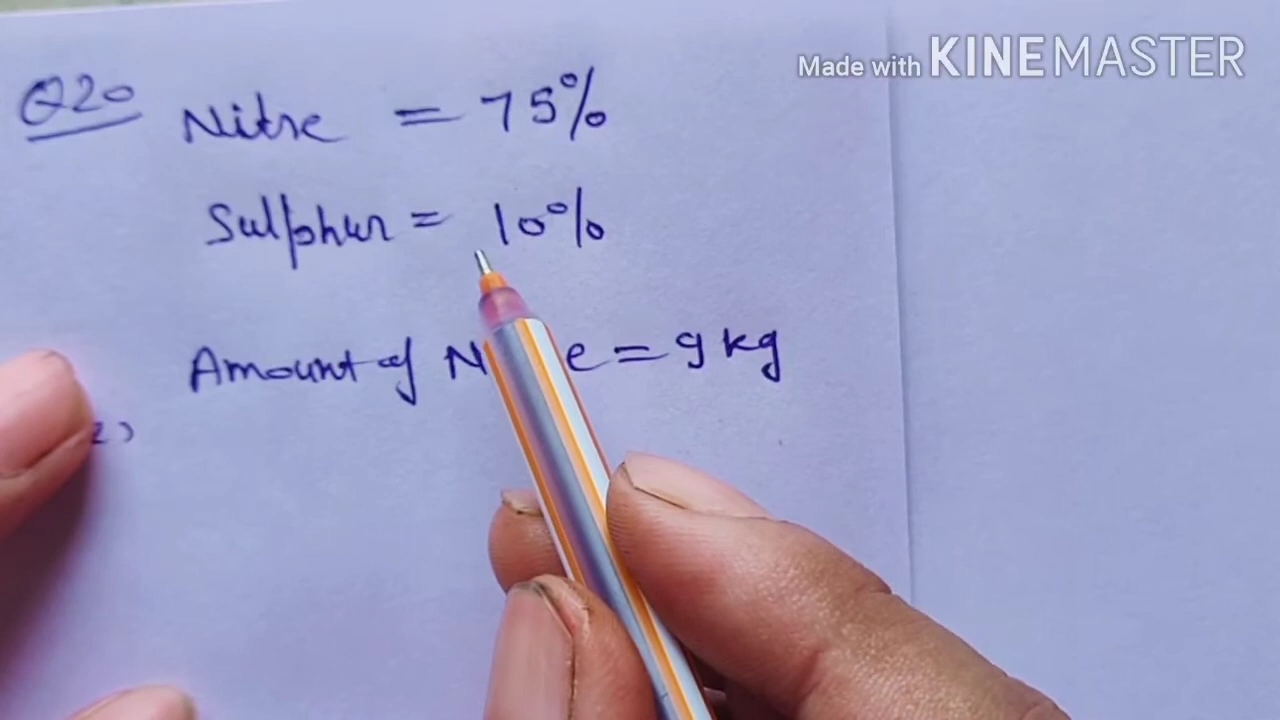 Made with KINEMASTER
Q20 Nitre = 75%
Sulphur = 10%
Amount of = 9 kg